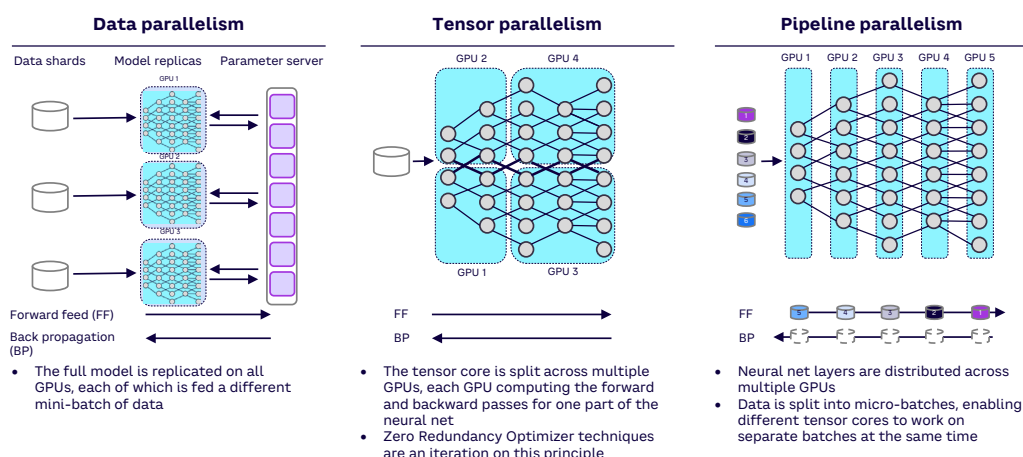 Data parallelism
Data shards
Model replicas
Parameter server
GPU 1
GPU 2
GPU 3
Forward feed (FF)
Back propagation
(BP)
• The full model is replicated on all
GPUs, each of which is fed a different
mini-batch of data
Tensor parallelism
GPU 2
GPU 4
GPU 1
GPU 3
FF
BP
• The tensor core is split across multiple
GPUs, each GPU computing the forward
and backward passes for one part of the
neural net
• Zero Redundancy Optimizer techniques
are an iteration on this principle
Pipeline parallelism
GPU 1
GPU 2
GPU 3
GPU 4
GPU 5
1
2
3
4
5
6
FF
5
4
3
2
1
BP
• Neural net layers are distributed across
multiple GPUs
• Data is split into micro-batches, enabling
different tensor cores to work on
separate batches at the same time